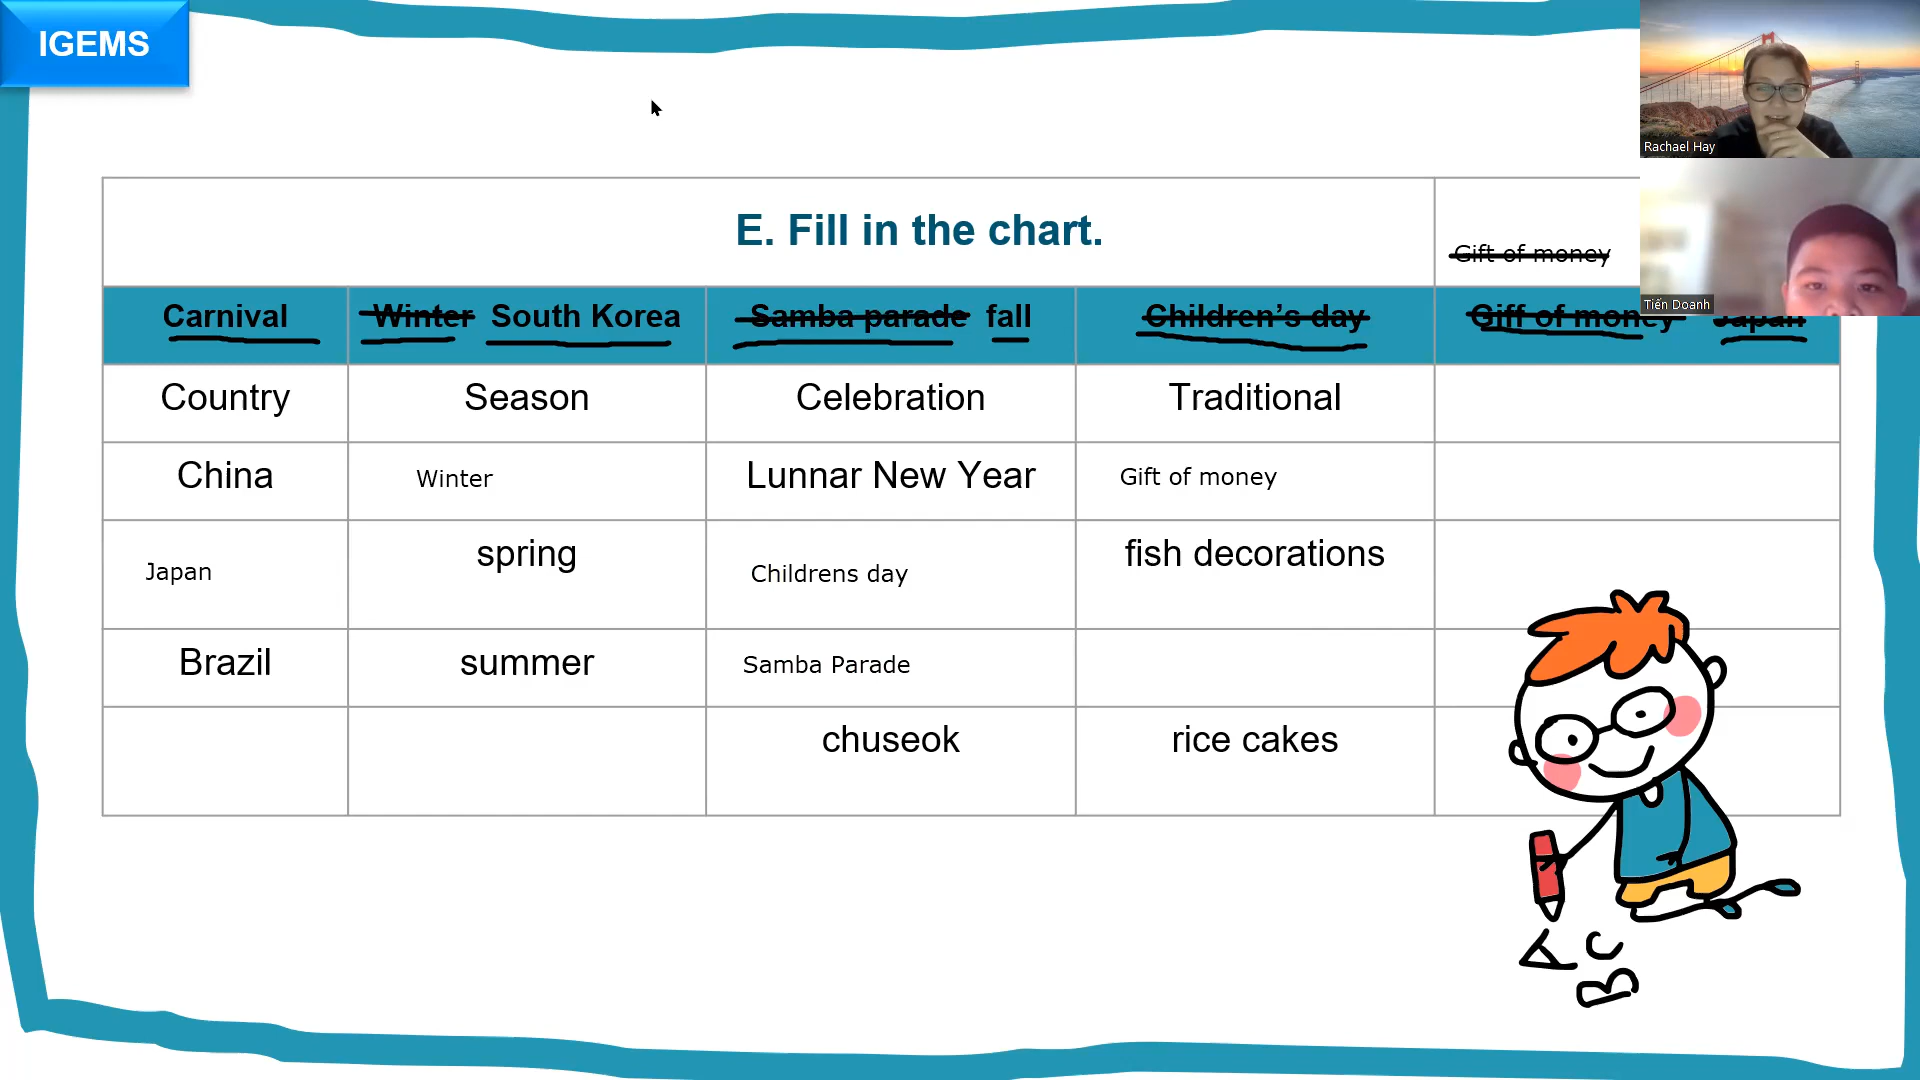 IGEMS
Rachael Hay
E. Fill in the chart.
Gift of money
Tiến Doanh
Carnival Winter South Korea Samba parade fall Children's day Giff of money Japan
Country Season Celebration Traditional
China Winter Lunnar New Year Gift of money
Japan spring Childrens day fish decorations
Brazil summer Samba Parade
chuseok rice cakes
A C
B